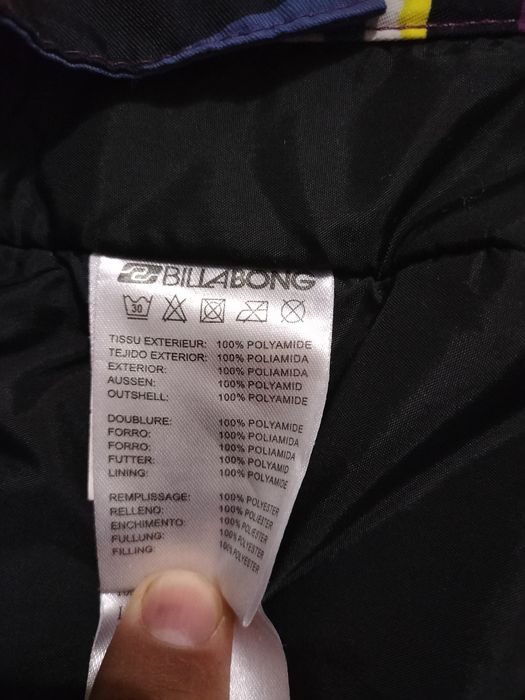 BILLABONG
30
TISSU EXTERIEUR: 100% POLYAMIDE
TEJIDO EXTERIOR: 100% POLIAMIDA
EXTERIOR: 100% POLIAMIDA
AUSSEN: 100% POLYAMID
OUTSHELL: 100% POLYAMIDE
DOUBLURE: 100% POLYAMIDE
FORRO: 100% POLIAMIDA
FORRO: 100% POLIAMIDA
FUTTER: 100% POLYAMID
LINING: 100% POLYAMIDE
REMPLISSAGE: 100% POLYESTER
RELLENO: 100% POLIESTER
ENCHIMENTO: 100% POLIESTER
FULLUNG: 100% POLYESTER
FILLING: 100% POLYESTER